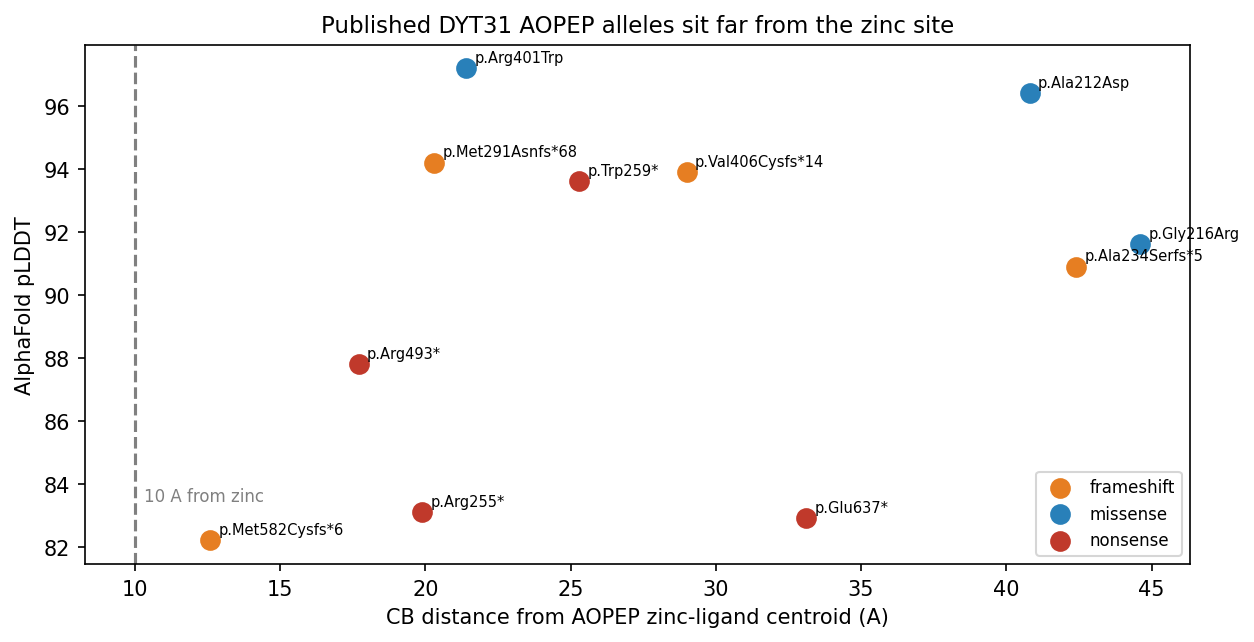 Published DYT31 AOPEP alleles sit far from the zinc site
AlphaFold pLDDT
96
94
92
90
88
86
84
82
p.Arg401Trp
p.Ala212Asp
p.Met291Asnfs*68
p.Trp259*
p.Val406Cysfs*14
p.Gly216Arg
p.Ala234Serfs*5
p.Arg493*
10 A from zinc
p.Arg255*
p.Glu637*
p.Met582Cysfs*6
frameshift
missense
nonsense
10
15
20
25
30
35
40
45
CB distance from AOPEP zinc-ligand centroid (A)